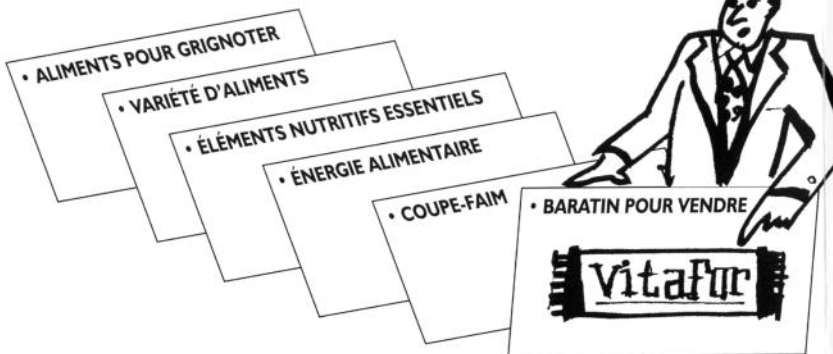 • ALIMENTS POUR GRIGNOTER
• VARIÉTÉ D'ALIMENTS
• ÉLÉMENTS NUTRITIFS ESSENTIELS
• ÉNERGIE ALIMENTAIRE
• COUPE-FAIM
• BARATIN POUR VENDRE
VitaFor